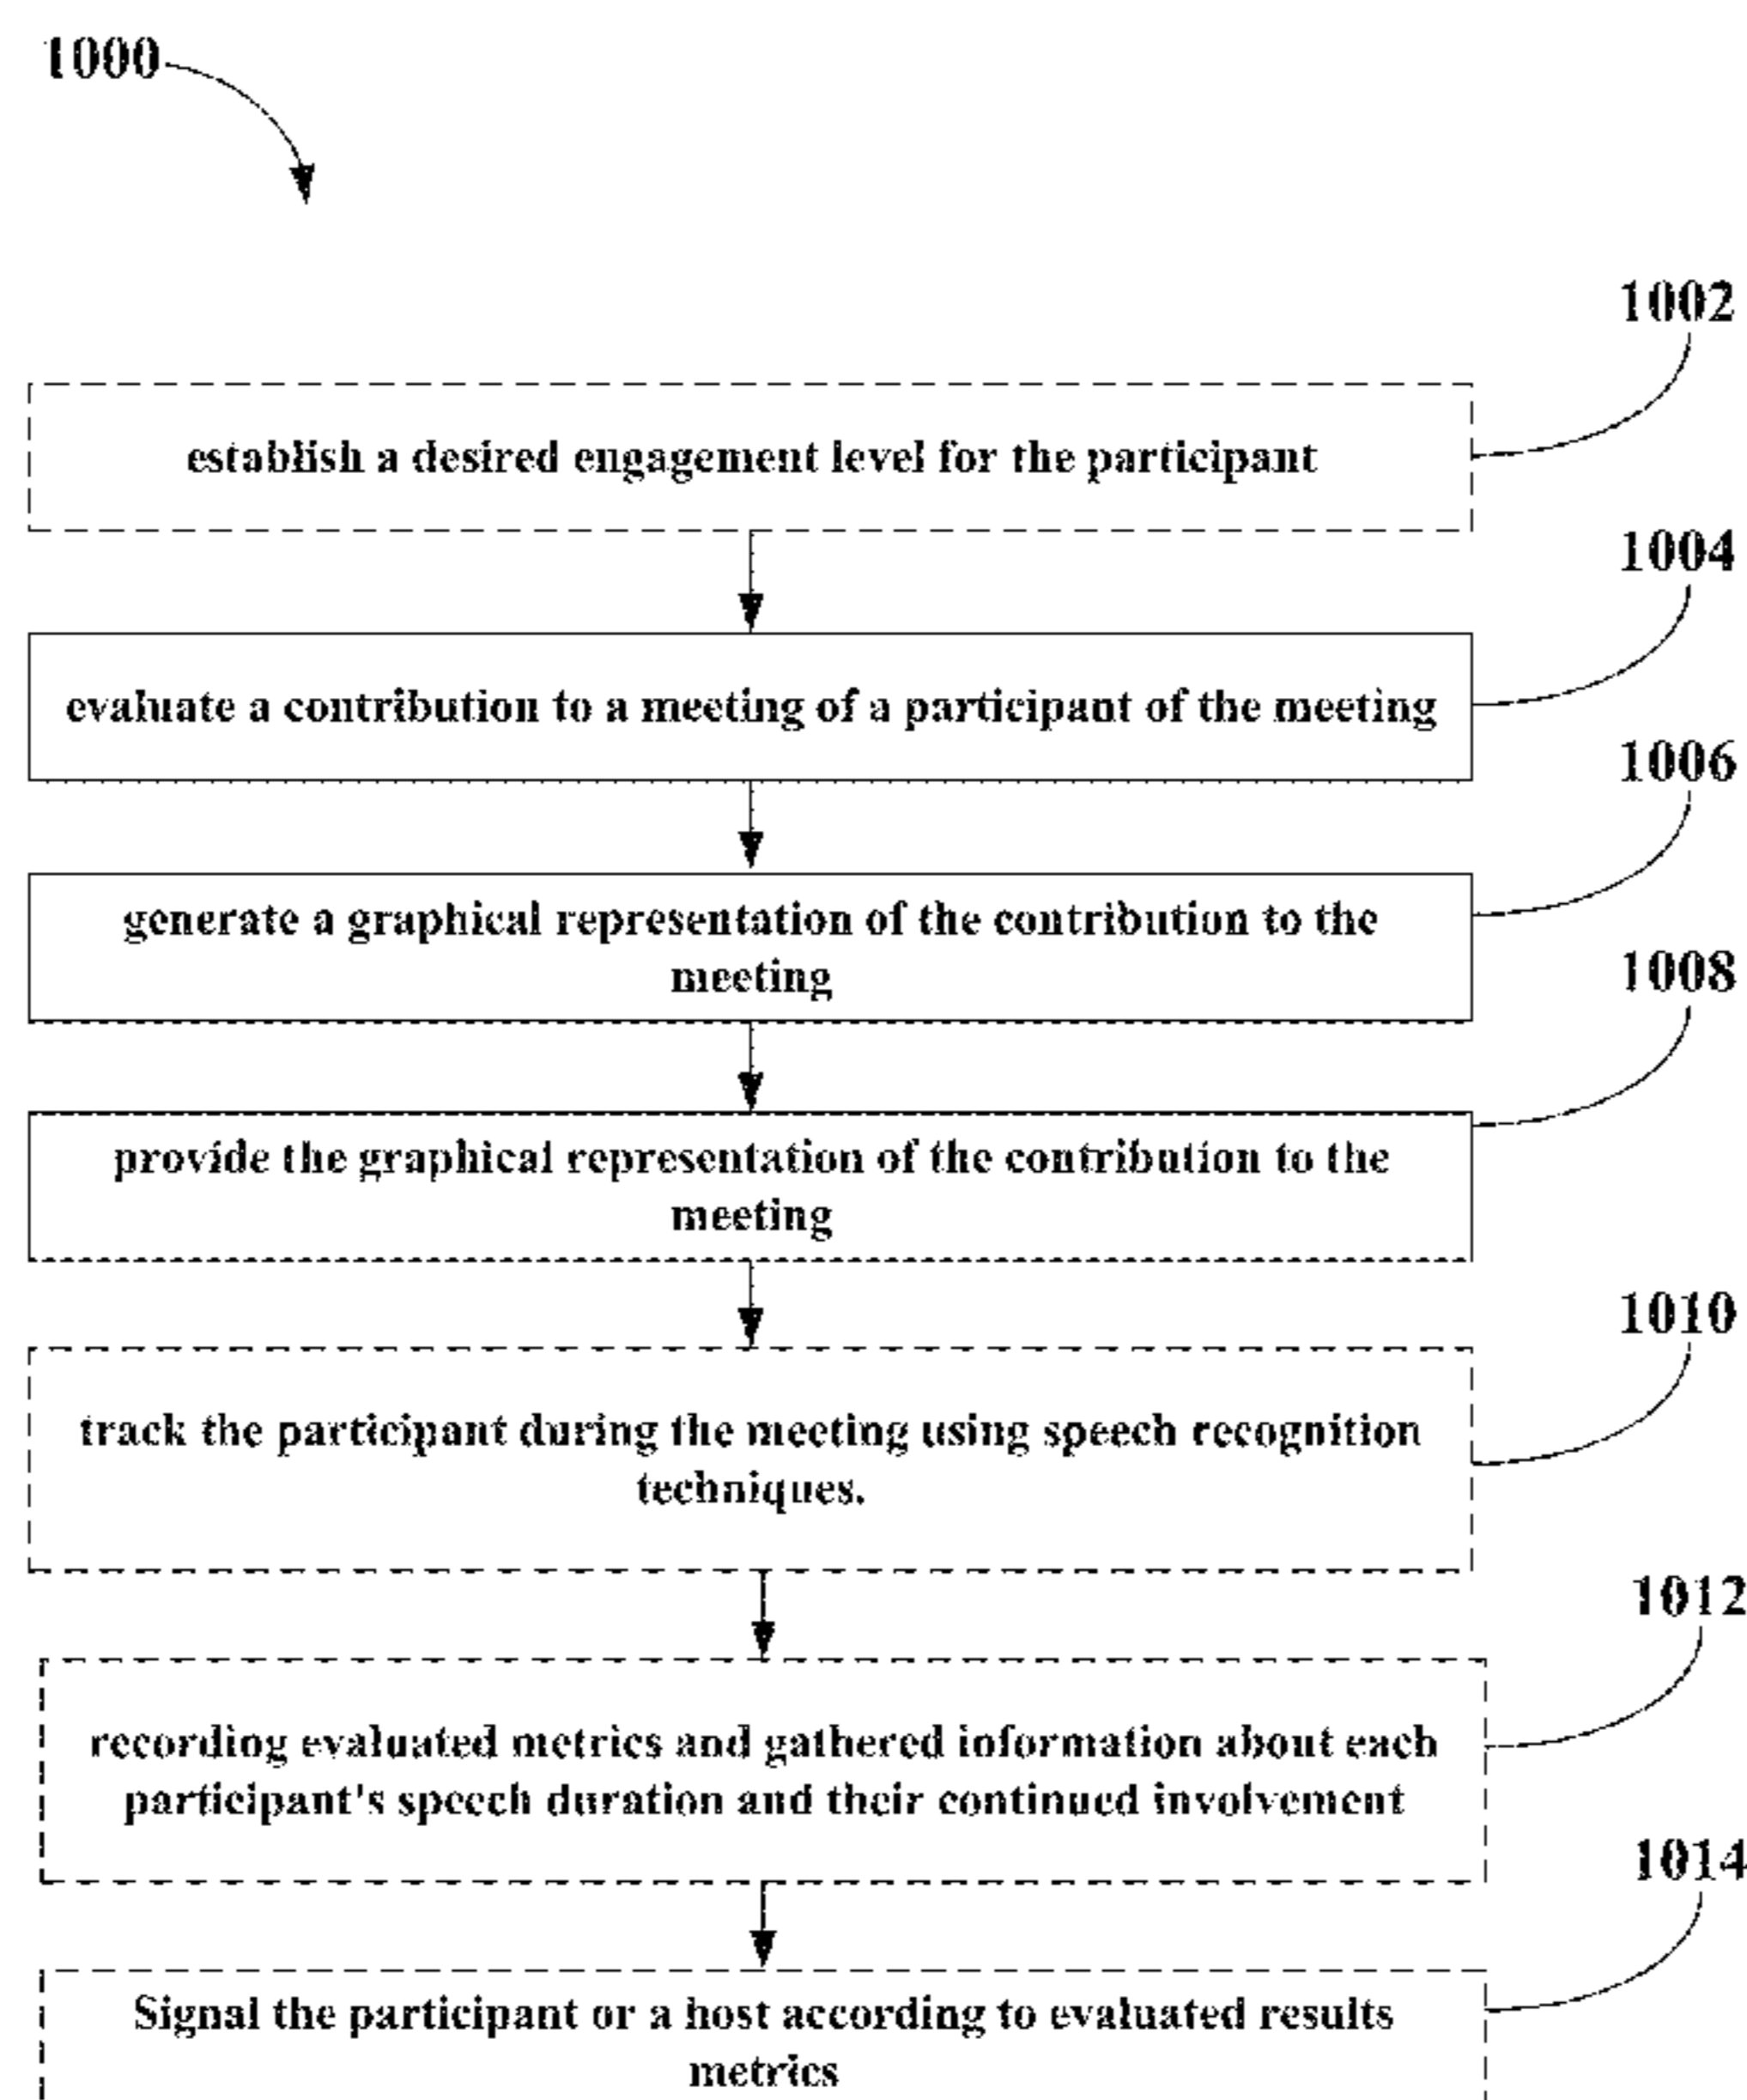 1000
1002
establish a desired engagement level for the participant
1004
evaluate a contribution to a meeting of a participant of the meeting
1006
generate a graphical representation of the contribution to the
meeting
1008
provide the graphical representation of the contribution to the
meeting
1010
track the participant during the meeting using speech recognition
techniques.
1012
recording evaluated metrics and gathered information about each
participant's speech duration and their continued involvement
1014
Signal the participant or a host according to evaluated results
metrics